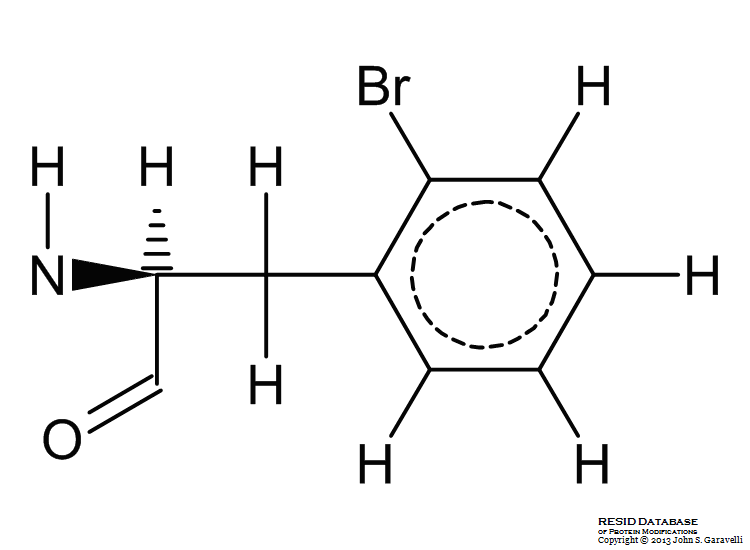 Br H
H H H
N H
H
O
H H
RESID DATABASE
OF PROTEIN MODIFICATIONS
Copyright © 2013 John S. Garavelli